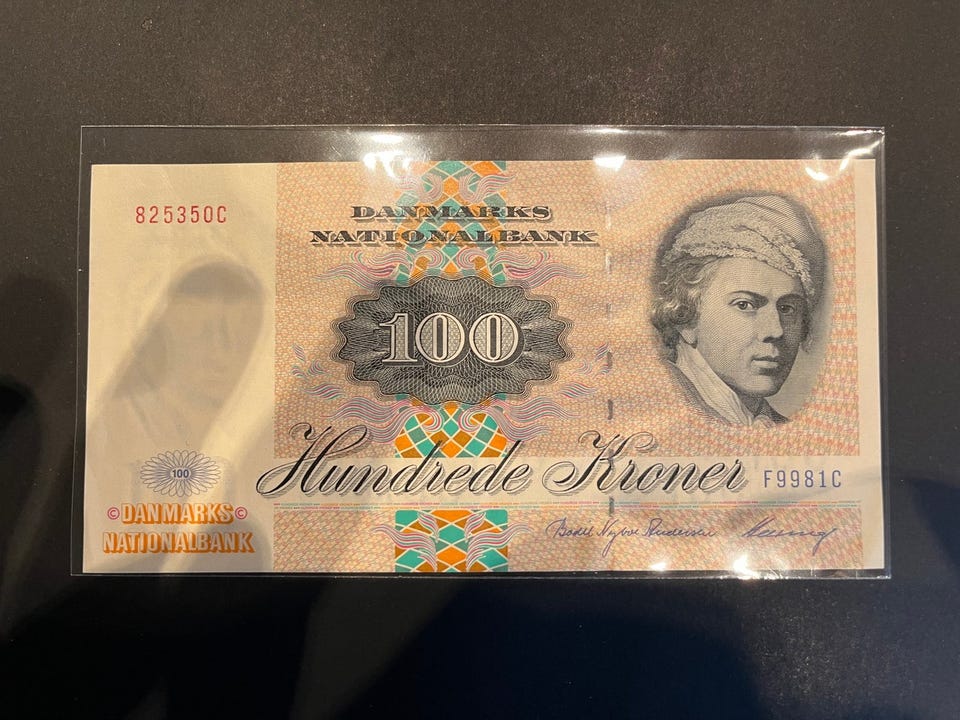 825350C
DANMARKS
NATIONALBANK
100
Hundrede Kroner
F9981C
100
©DANMARKS©
NATIONALBANK